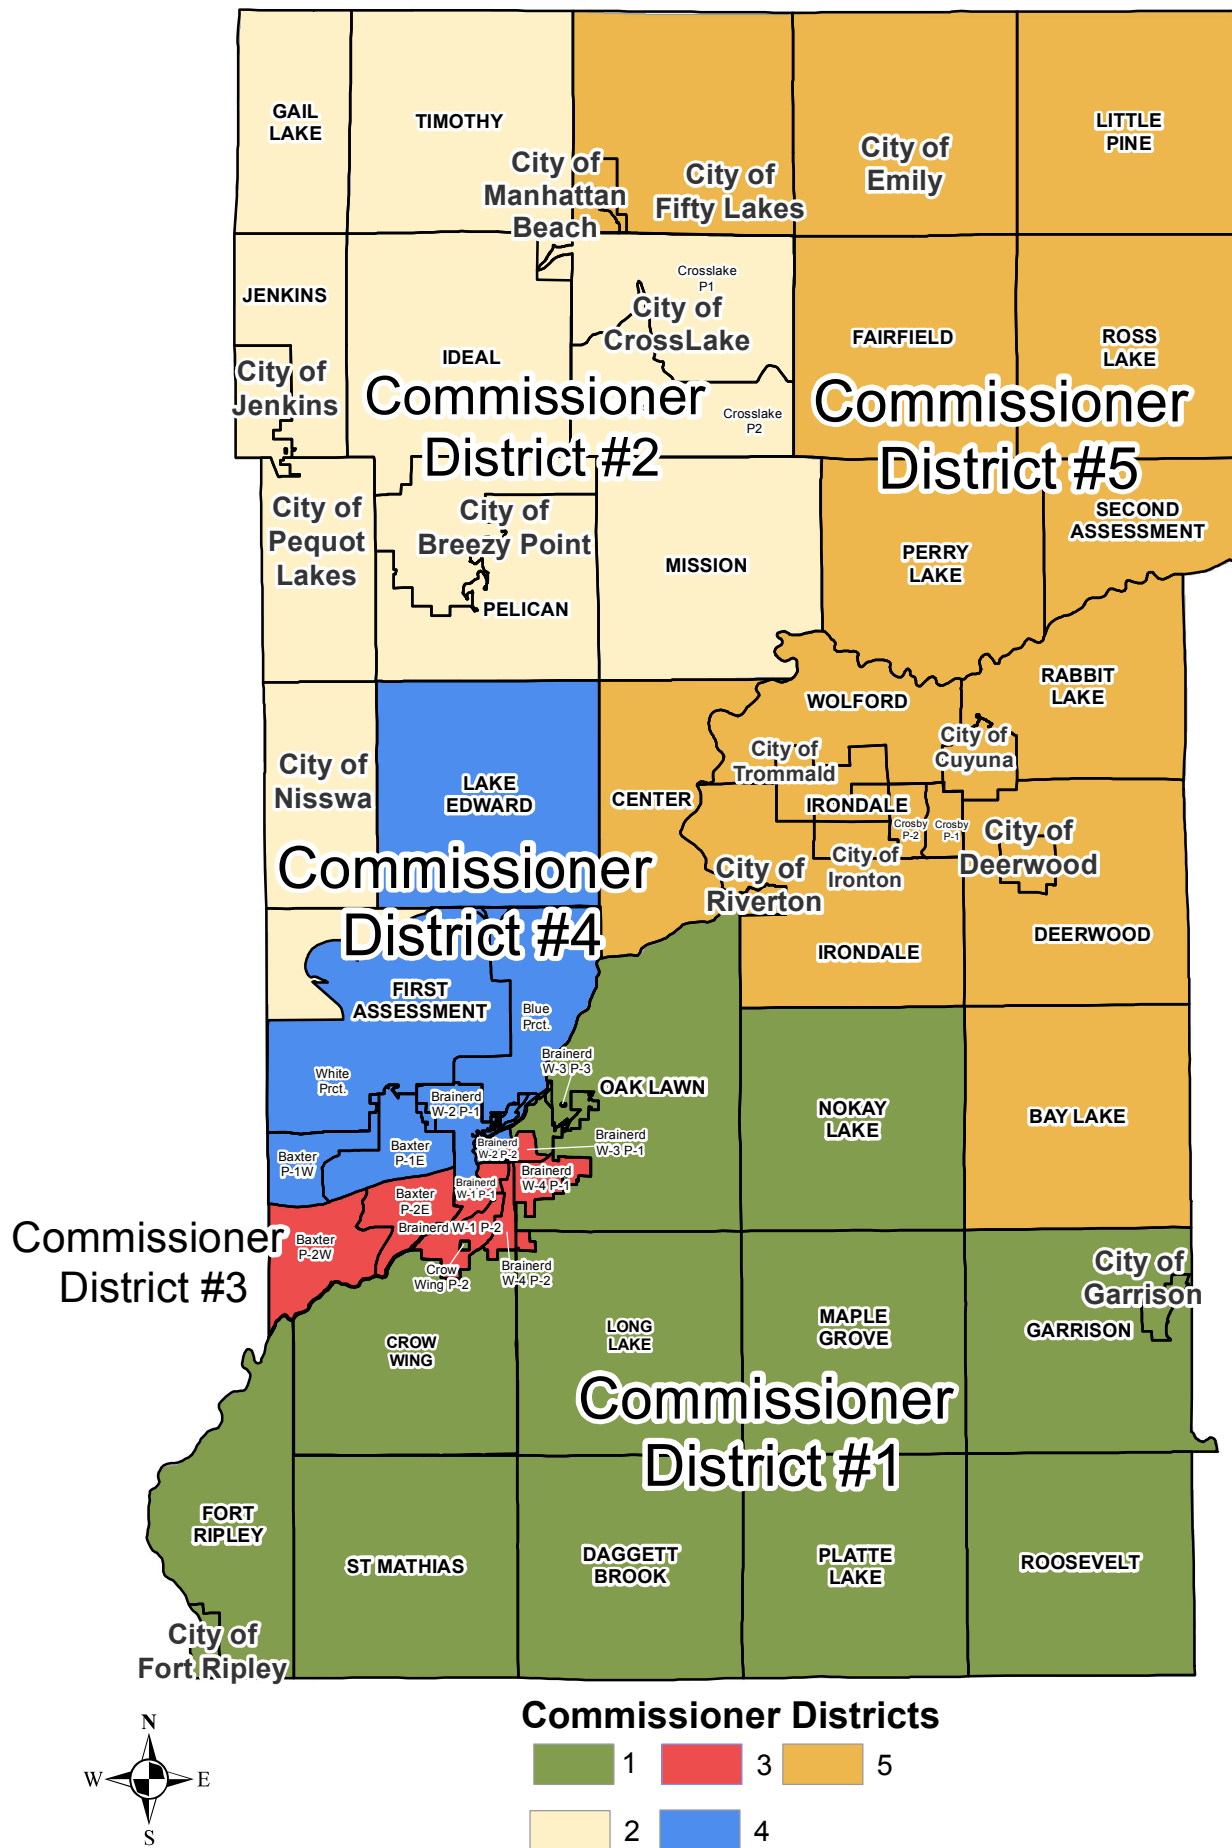 GAIL
LAKE
TIMOTHY
City of
Manhattan
Beach
City of
Fifty Lakes
City of
Emily
LITTLE
PINE
JENKINS
City of
Jenkins
IDEAL
Crosslake
P1
City of
CrossLake
Crosslake
P2
FAIRFIELD
ROSS
LAKE
Commissioner
District #2
Commissioner
District #5
City of
Pequot
Lakes
City of
Breezy Point
PELICAN
MISSION
PERRY
LAKE
SECOND
ASSESSMENT
RABBIT
LAKE
WOLFORD
City of
Nisswa
LAKE
EDWARD
CENTER
City of
Trommald
City of
Cuyuna
IRONDALE
Crosby
P-2
Crosby
P-1
City of
Ironton
City of
Deerwood
City of
Riverton
Commissioner
District #4
IRONDALE
DEERWOOD
FIRST
ASSESSMENT
Blue
Prct.
White
Prct.
Brainerd
W-3 P-3
OAK LAWN
Brainerd
W-2 P-1
NOKAY
LAKE
BAY LAKE
Baxter
P-1W
Baxter
P-1E
Brainerd
W-2 P-2
Brainerd
W-3 P-1
Brainerd
W-1 P-1
Brainerd
W-4 P-1
Baxter
P-2E
Brainerd W-1 P-2
Baxter
P-2W
Crow
Wing P-2
Brainerd
W-4 P-2
Commissioner
District #3
City of
Garrison
CROW
WING
LONG
LAKE
MAPLE
GROVE
GARRISON
Commissioner
District #1
FORT
RIPLEY
ST MATHIAS
DAGGETT
BROOK
PLATTE
LAKE
ROOSEVELT
City of
Fort Ripley
Commissioner Districts
1
3
5
2
4
N
W
E
S